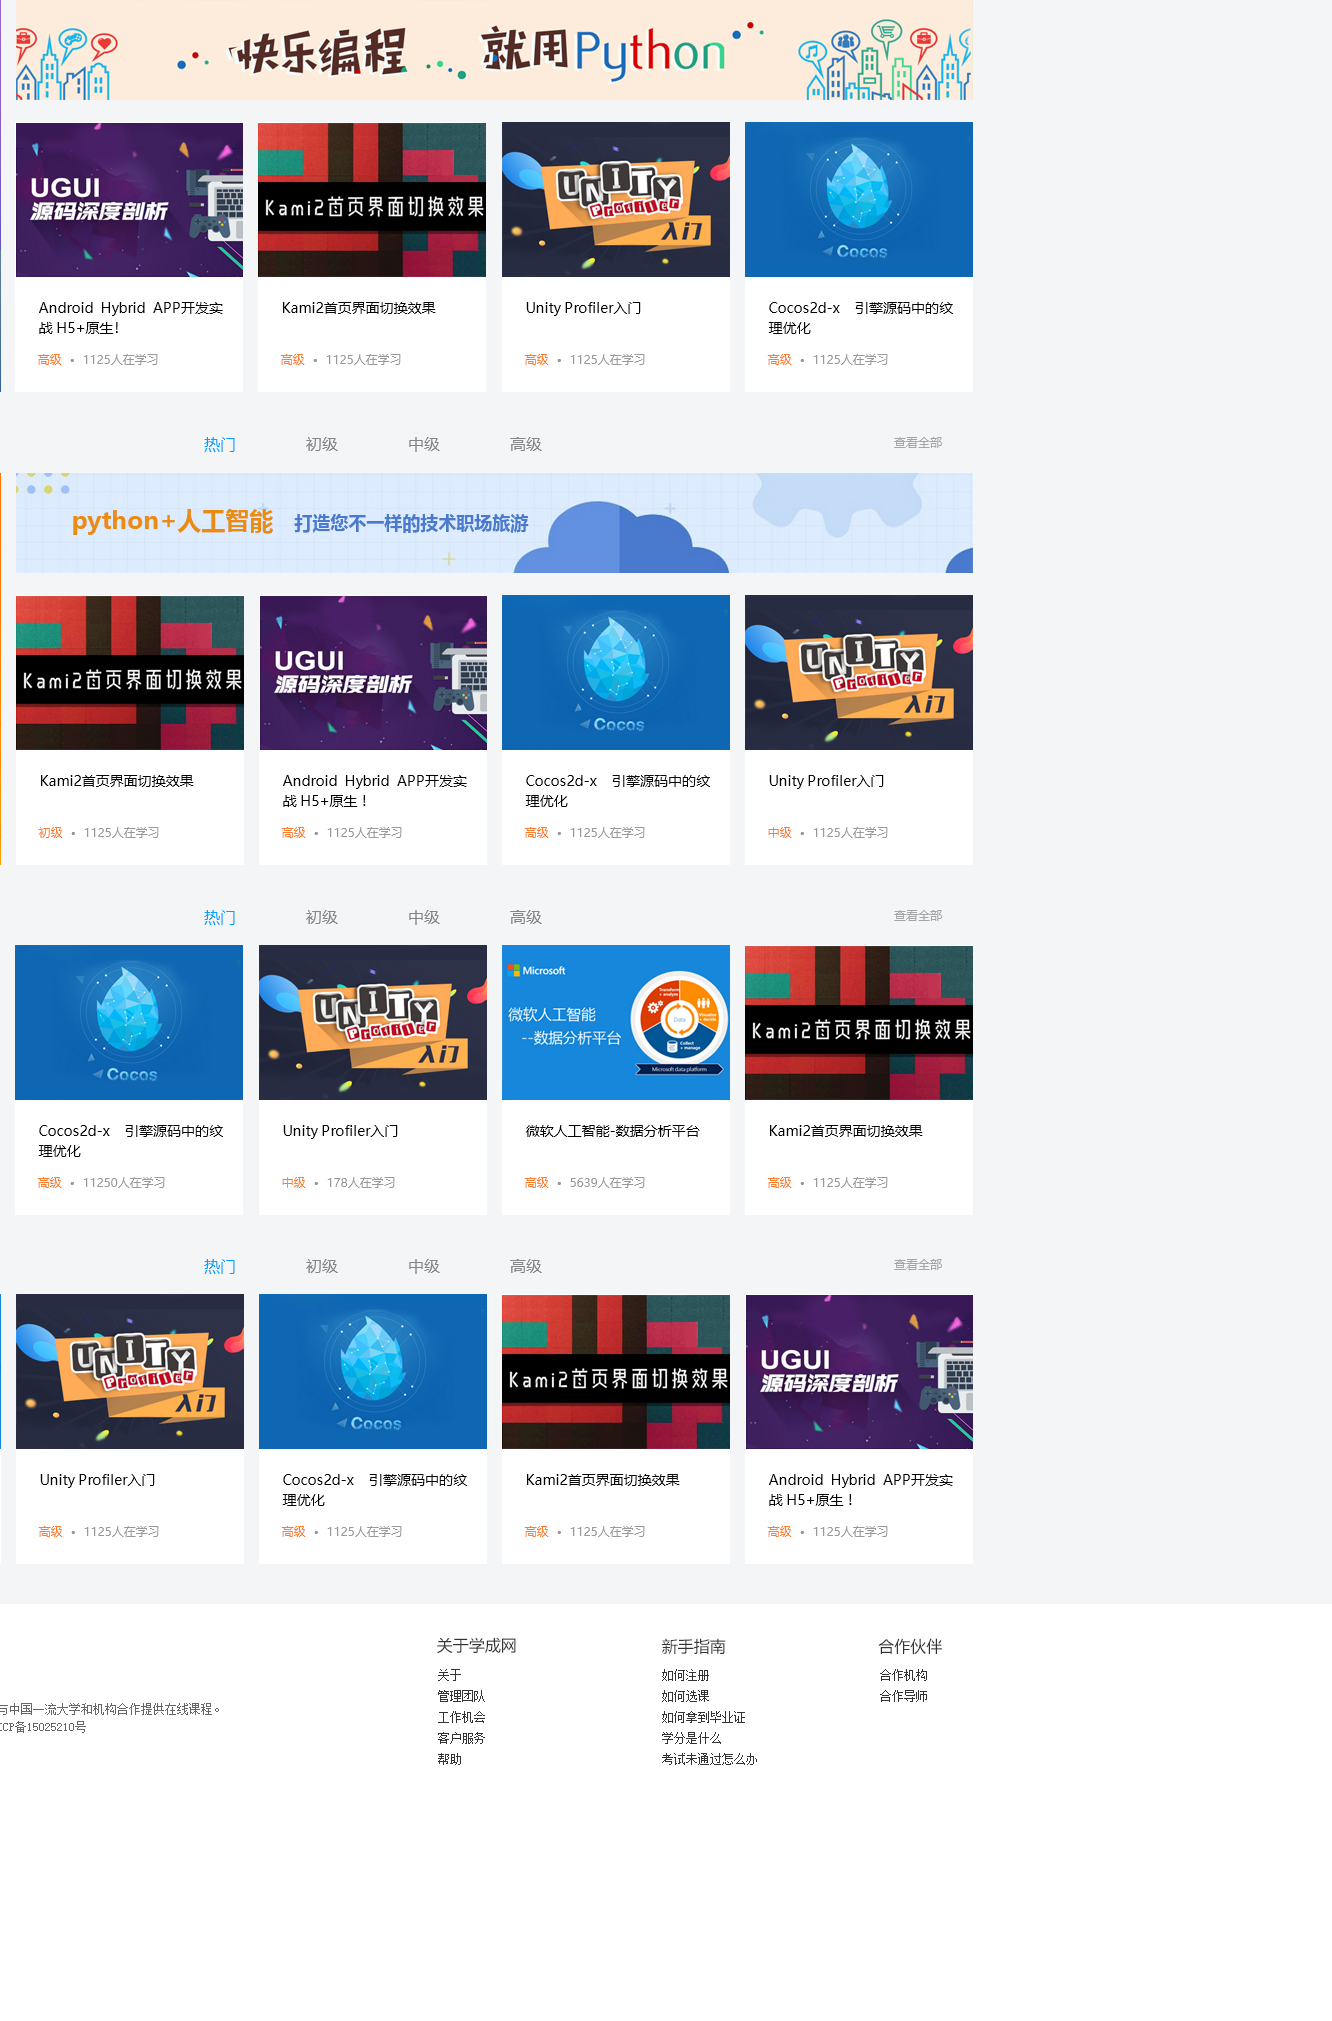 快乐编程 就用Python
UGUI
源码深度剖析
Kami2首页界面切换效果
UNITY
Profiler
入门
Cocos
Android Hybrid APP开发实
战 H5+原生!
高级 • 1125人在学习
Kami2首页界面切换效果
高级 • 1125人在学习
Unity Profiler入门
高级 • 1125人在学习
Cocos2d-x 引擎源码中的纹
理优化
高级 • 1125人在学习
热门 初级 中级 高级 查看全部
python+人工智能 打造您不一样的技术职场旅游
Kami2首页界面切换效果
UGUI
源码深度剖析
Cocos
UNITY
Profiler
入门
Kami2首页界面切换效果
初级 • 1125人在学习
Android Hybrid APP开发实
战 H5+原生！
高级 • 1125人在学习
Cocos2d-x 引擎源码中的纹
理优化
高级 • 1125人在学习
Unity Profiler入门
中级 • 1125人在学习
热门 初级 中级 高级 查看全部
Cocos
UNITY
Profiler
入门
Microsoft
微软人工智能
--数据分析平台
Transform
+ analyze
Visualize
+ decide
Data
Collect
+ manage
Microsoft data platform
Kami2首页界面切换效果
Cocos2d-x 引擎源码中的纹
理优化
高级 • 11250人在学习
Unity Profiler入门
中级 • 178人在学习
微软人工智能-数据分析平台
高级 • 5639人在学习
Kami2首页界面切换效果
高级 • 1125人在学习
热门 初级 中级 高级 查看全部
UNITY
Profiler
入门
Cocos
Kami2首页界面切换效果
UGUI
源码深度剖析
Unity Profiler入门
高级 • 1125人在学习
Cocos2d-x 引擎源码中的纹
理优化
高级 • 1125人在学习
Kami2首页界面切换效果
高级 • 1125人在学习
Android Hybrid APP开发实
战 H5+原生！
高级 • 1125人在学习
与中国一流大学和机构合作提供在线课程。
CP备15025210号
关于学成网
关于
管理团队
工作机会
客户服务
帮助
新手指南
如何注册
如何选课
如何拿到毕业证
学分是什么
考试未通过怎么办
合作伙伴
合作机构
合作导师